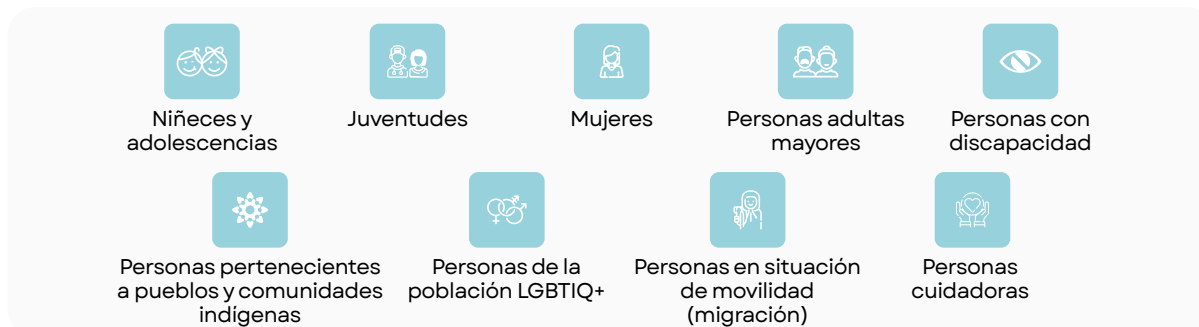 Niñeces y
adolescencias
Juventudes
Mujeres
Personas adultas
mayores
Personas con
discapacidad
Personas pertenecientes
a pueblos y comunidades
indígenas
Personas de la
población LGBTIQ+
Personas en situación
de movilidad
(migración)
Personas
cuidadoras